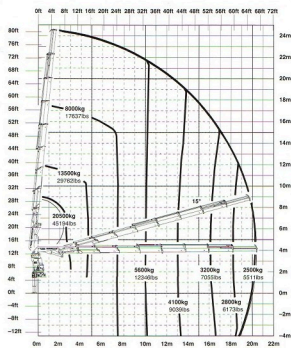 0ft 4ft 8ft 12ft 16ft 20ft 24ft 28ft 32ft 36ft 40ft 44ft 48ft 52ft 56ft 60ft 64ft 68ft 72ft
80ft
76ft
72ft
68ft
64ft
60ft
56ft
52ft
48ft
44ft
40ft
36ft
32ft
28ft
24ft
20ft
16ft
12ft
8ft
4ft
0ft
-4ft
-8ft
-12ft
24m
22m
20m
18m
16m
14m
12m
10m
8m
6m
4m
2m
0m
-2m
-4m
8000kg
17637lbs
13500kg
29762lbs
20500kg
45194lbs
15°
5600kg
12346lbs
3200kg
7055lbs
2500kg
5511lbs
4100kg
9039lbs
2800kg
6173lbs
0m 2m 4m 6m 8m 10m 12m 14m 16m 18m 20m 22m